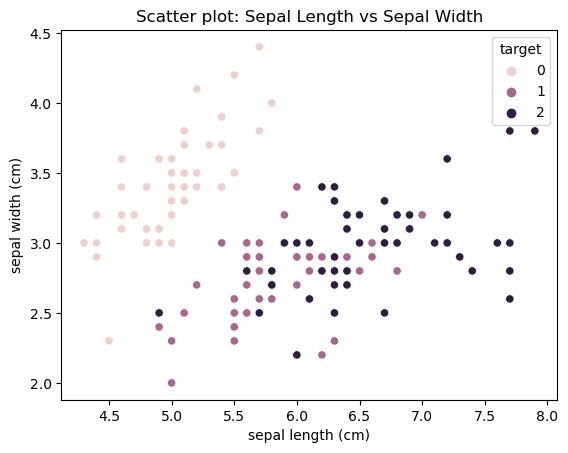 Scatter plot: Sepal Length vs Sepal Width
target
0
1
2
4.5
4.0
3.5
3.0
2.5
2.0
sepal width (cm)
4.5 5.0 5.5 6.0 6.5 7.0 7.5 8.0
sepal length (cm)